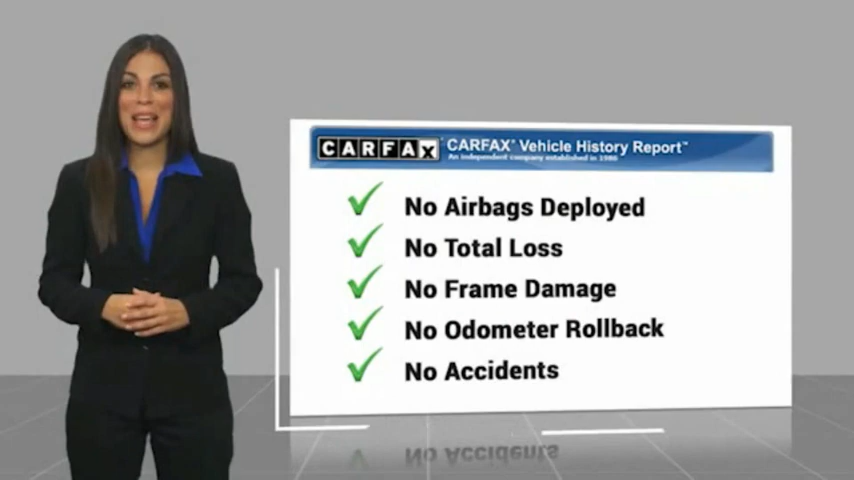 CARFAX CARFAX® Vehicle History Report™
An independent company established in 1986
No Airbags Deployed
No Total Loss
No Frame Damage
No Odometer Rollback
No Accidents
No Accidents